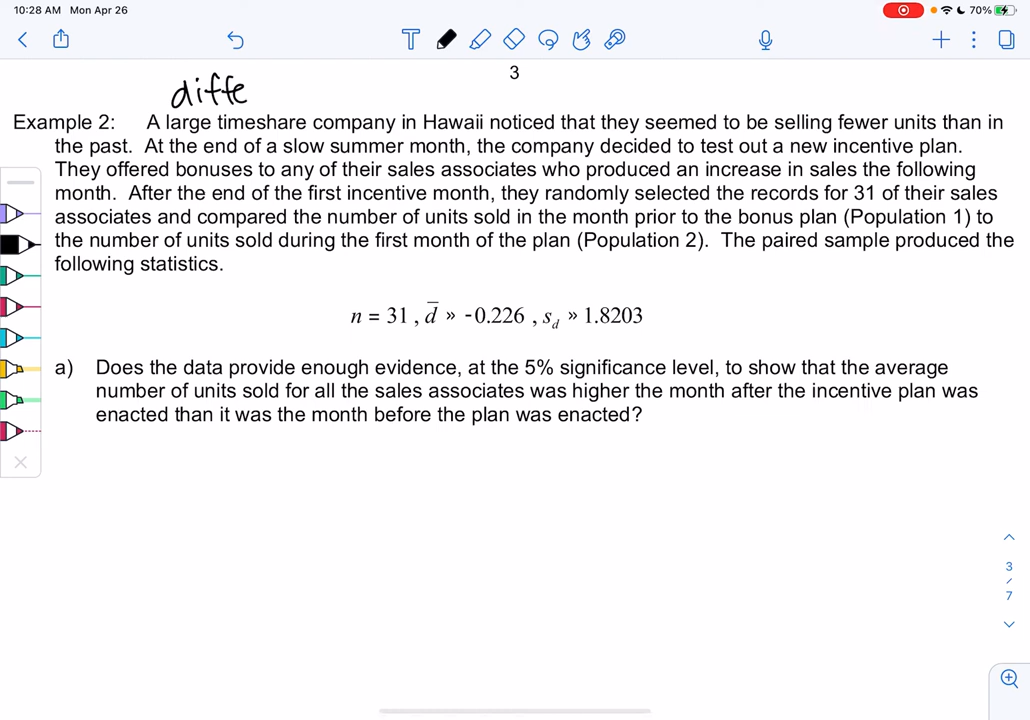 10:28 AM Mon Apr 26
70%
T
3
diffe
Example 2: A large timeshare company in Hawaii noticed that they seemed to be selling fewer units than in
the past. At the end of a slow summer month, the company decided to test out a new incentive plan.
They offered bonuses to any of their sales associates who produced an increase in sales the following
month. After the end of the first incentive month, they randomly selected the records for 31 of their sales
associates and compared the number of units sold in the month prior to the bonus plan (Population 1) to
the number of units sold during the first month of the plan (Population 2). The paired sample produced the
following statistics.
n = 31 , d̅ » -0.226 , s_d » 1.8203
a) Does the data provide enough evidence, at the 5% significance level, to show that the average
number of units sold for all the sales associates was higher the month after the incentive plan was
enacted than it was the month before the plan was enacted?
3
/
7